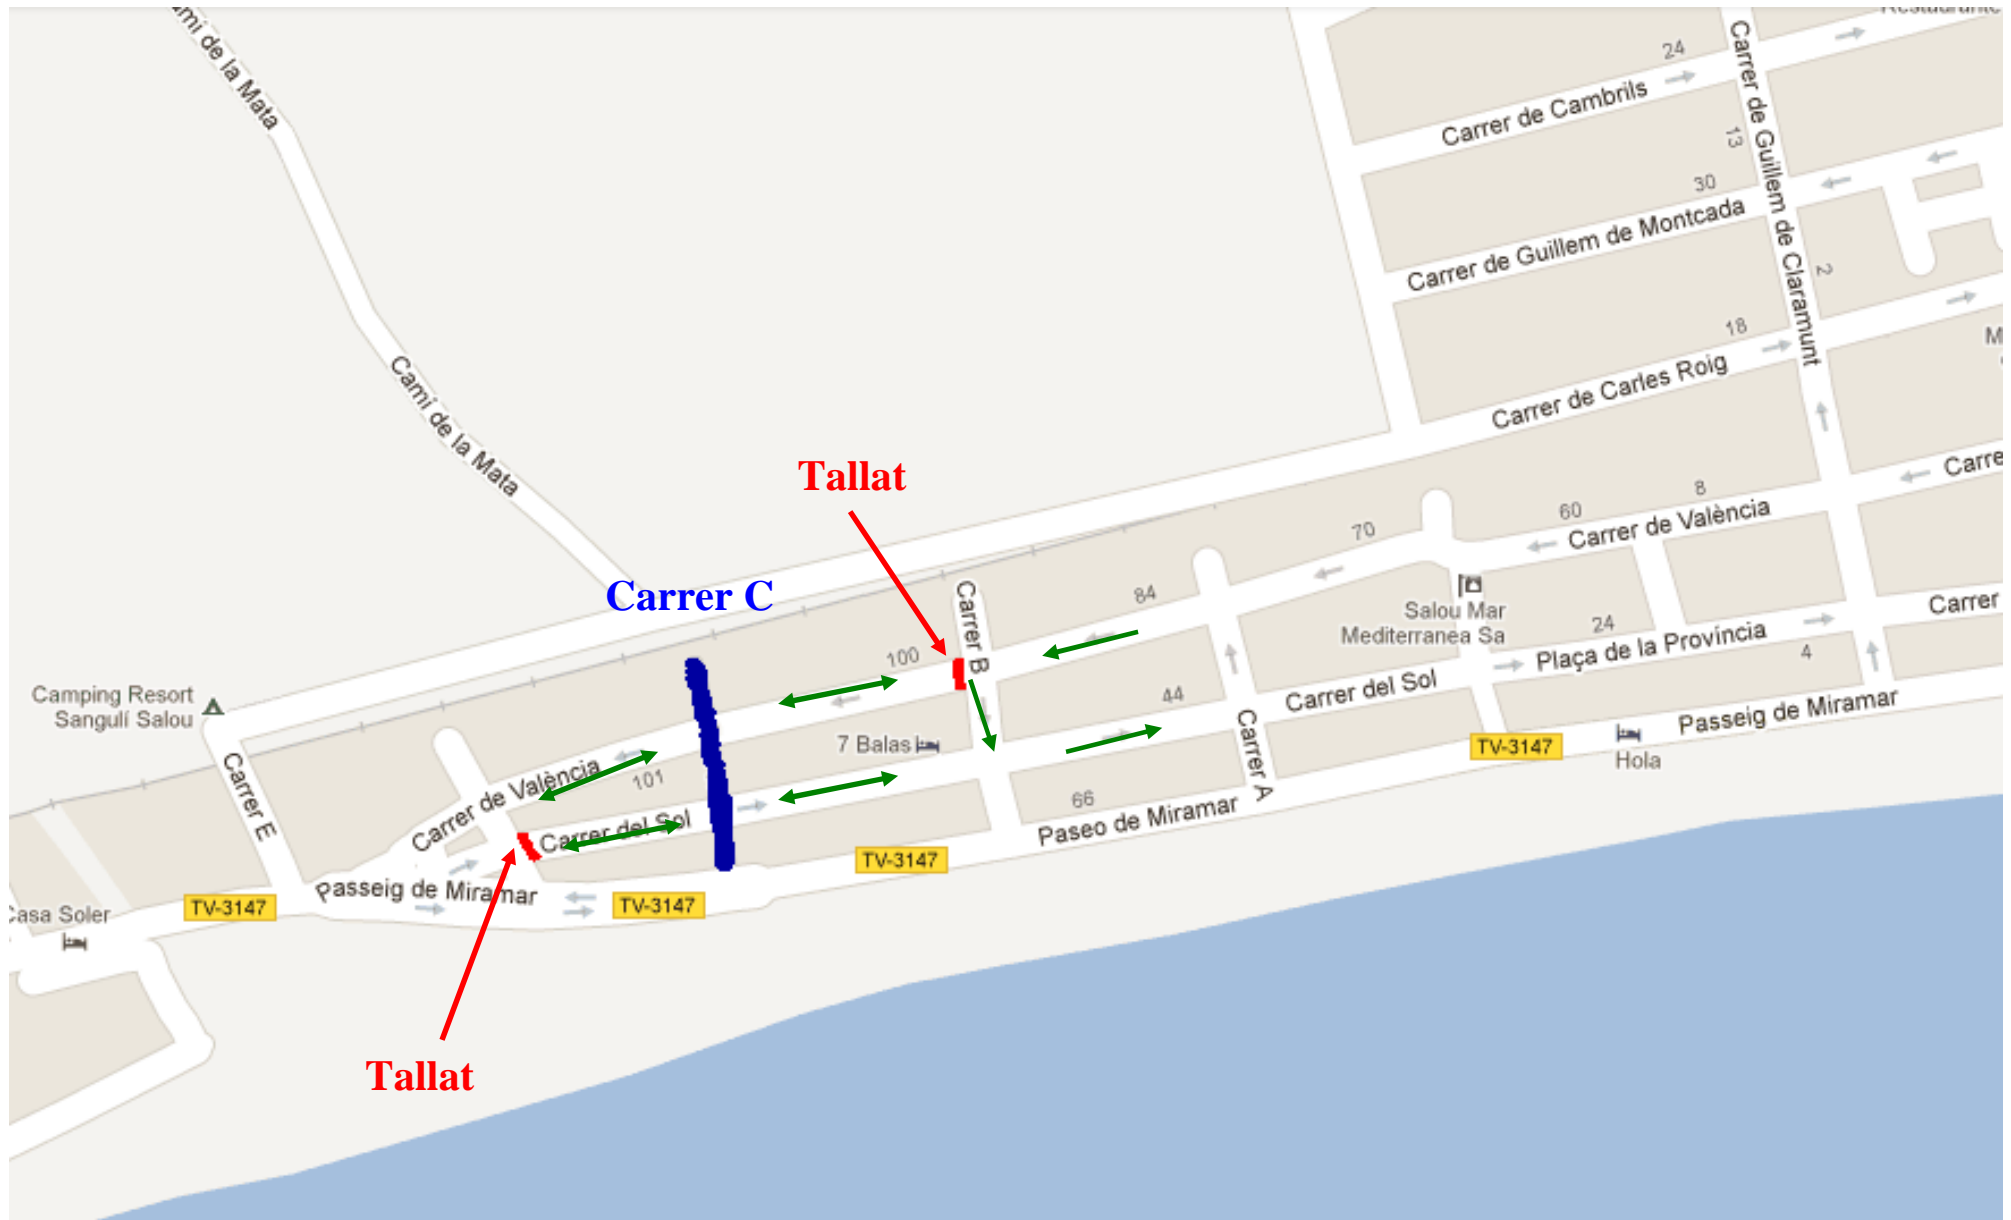 Camí de la Mata
Restaurante
24
Carrer de Cambrils
Carrer de Guillem de Claramunt
13
30
Carrer de Guillem de Montcada
2
18
Carrer de Carles Roig
M
Camí de la Mata
Tallat
Carre
8
60
Carrer de València
70
Carrer C
Carrer B
84
Salou Mar
Mediterranea Sa
24
Plaça de la Província
Carrer
4
100
Camping Resort
Sangulí Salou
44
Carrer del Sol
Passeig de Miramar
7 Balas
Carrer A
TV-3147
Hola
Carrer E
Carrer de València
101
66
Paseo de Miramar
Carrer del Sol
TV-3147
Passeig de Miramar
TV-3147
TV-3147
Casa Soler
Tallat